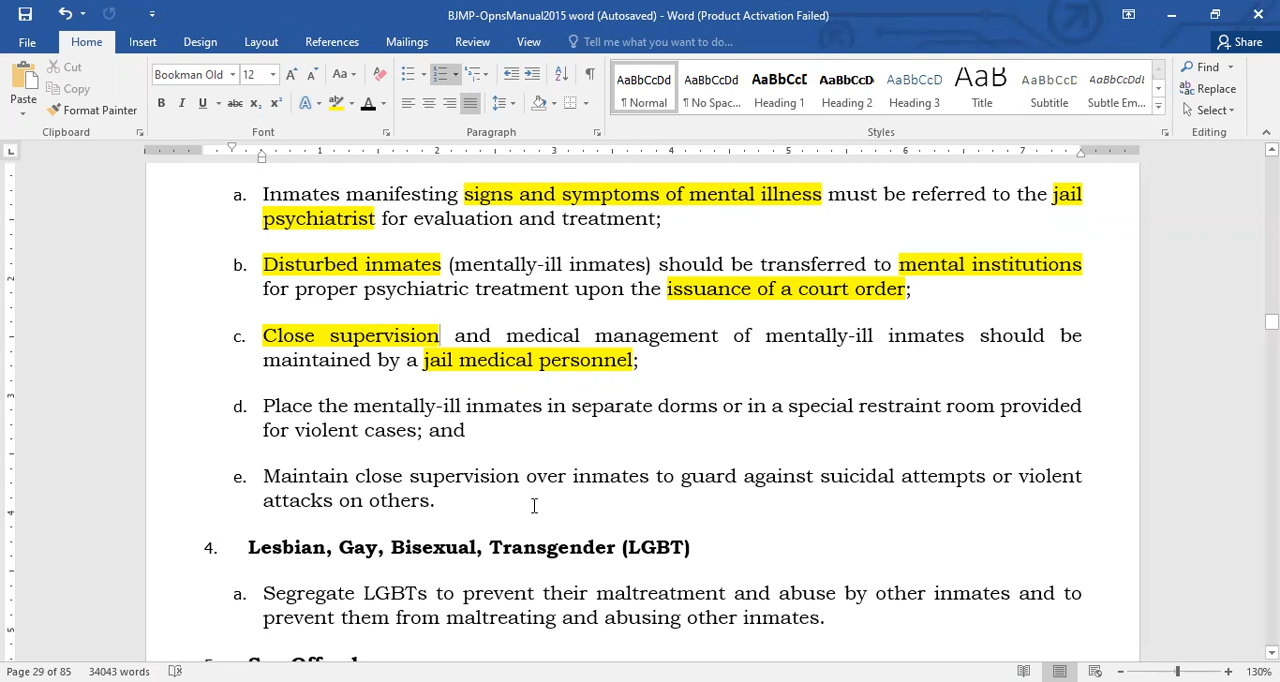 BJMP-OpnsManual2015 word (Autosaved) - Word (Product Activation Failed)
File Home Insert Design Layout References Mailings Review View Tell me what you want to do... Share
Paste
Cut
Copy
Format Painter
Clipboard
Bookman Old 12
Font
Paragraph
AaBbCcDd AaBbCcDd AaBbCcI AaBbCcD AaBbCcD AaB AaBbCcD AaBbCcDd
¶ Normal ¶ No Spac... Heading 1 Heading 2 Heading 3 Title Subtitle Subtle Em...
Styles
Find
Replace
Select
Editing
1 2 3 4 5 6 7
a. Inmates manifesting signs and symptoms of mental illness must be referred to the jail
psychiatrist for evaluation and treatment;
b. Disturbed inmates (mentally-ill inmates) should be transferred to mental institutions
for proper psychiatric treatment upon the issuance of a court order;
c. Close supervision and medical management of mentally-ill inmates should be
maintained by a jail medical personnel;
d. Place the mentally-ill inmates in separate dorms or in a special restraint room provided
for violent cases; and
e. Maintain close supervision over inmates to guard against suicidal attempts or violent
attacks on others.
4. Lesbian, Gay, Bisexual, Transgender (LGBT)
a. Segregate LGBTs to prevent their maltreatment and abuse by other inmates and to
prevent them from maltreating and abusing other inmates.
Page 29 of 85 34043 words 130%